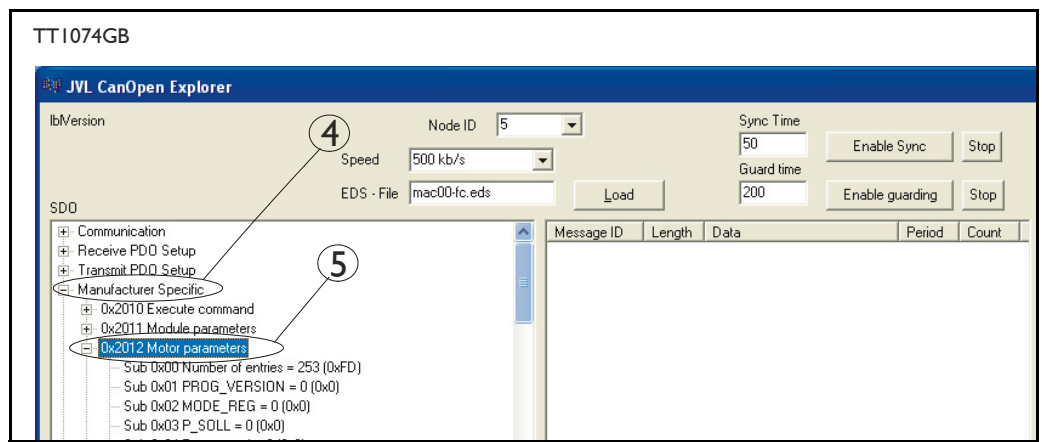 TT1074GB
JVL CanOpen Explorer
lblVersion
Node ID 5
Sync Time
50
Enable Sync Stop
4
Speed 500 kb/s
Guard time
EDS - File mac00-fc.eds Load
200
Enable guarding Stop
SDO
Message ID Length Data Period Count
Communication
Receive PDO Setup
Transmit PDO Setup
5
Manufacturer Specific
0x2010 Execute command
0x2011 Module parameters
0x2012 Motor parameters
Sub 0x00 Number of entries = 253 (0xFD)
Sub 0x01 PROG_VERSION = 0 (0x0)
Sub 0x02 MODE_REG = 0 (0x0)
Sub 0x03 P_SOLL = 0 (0x0)